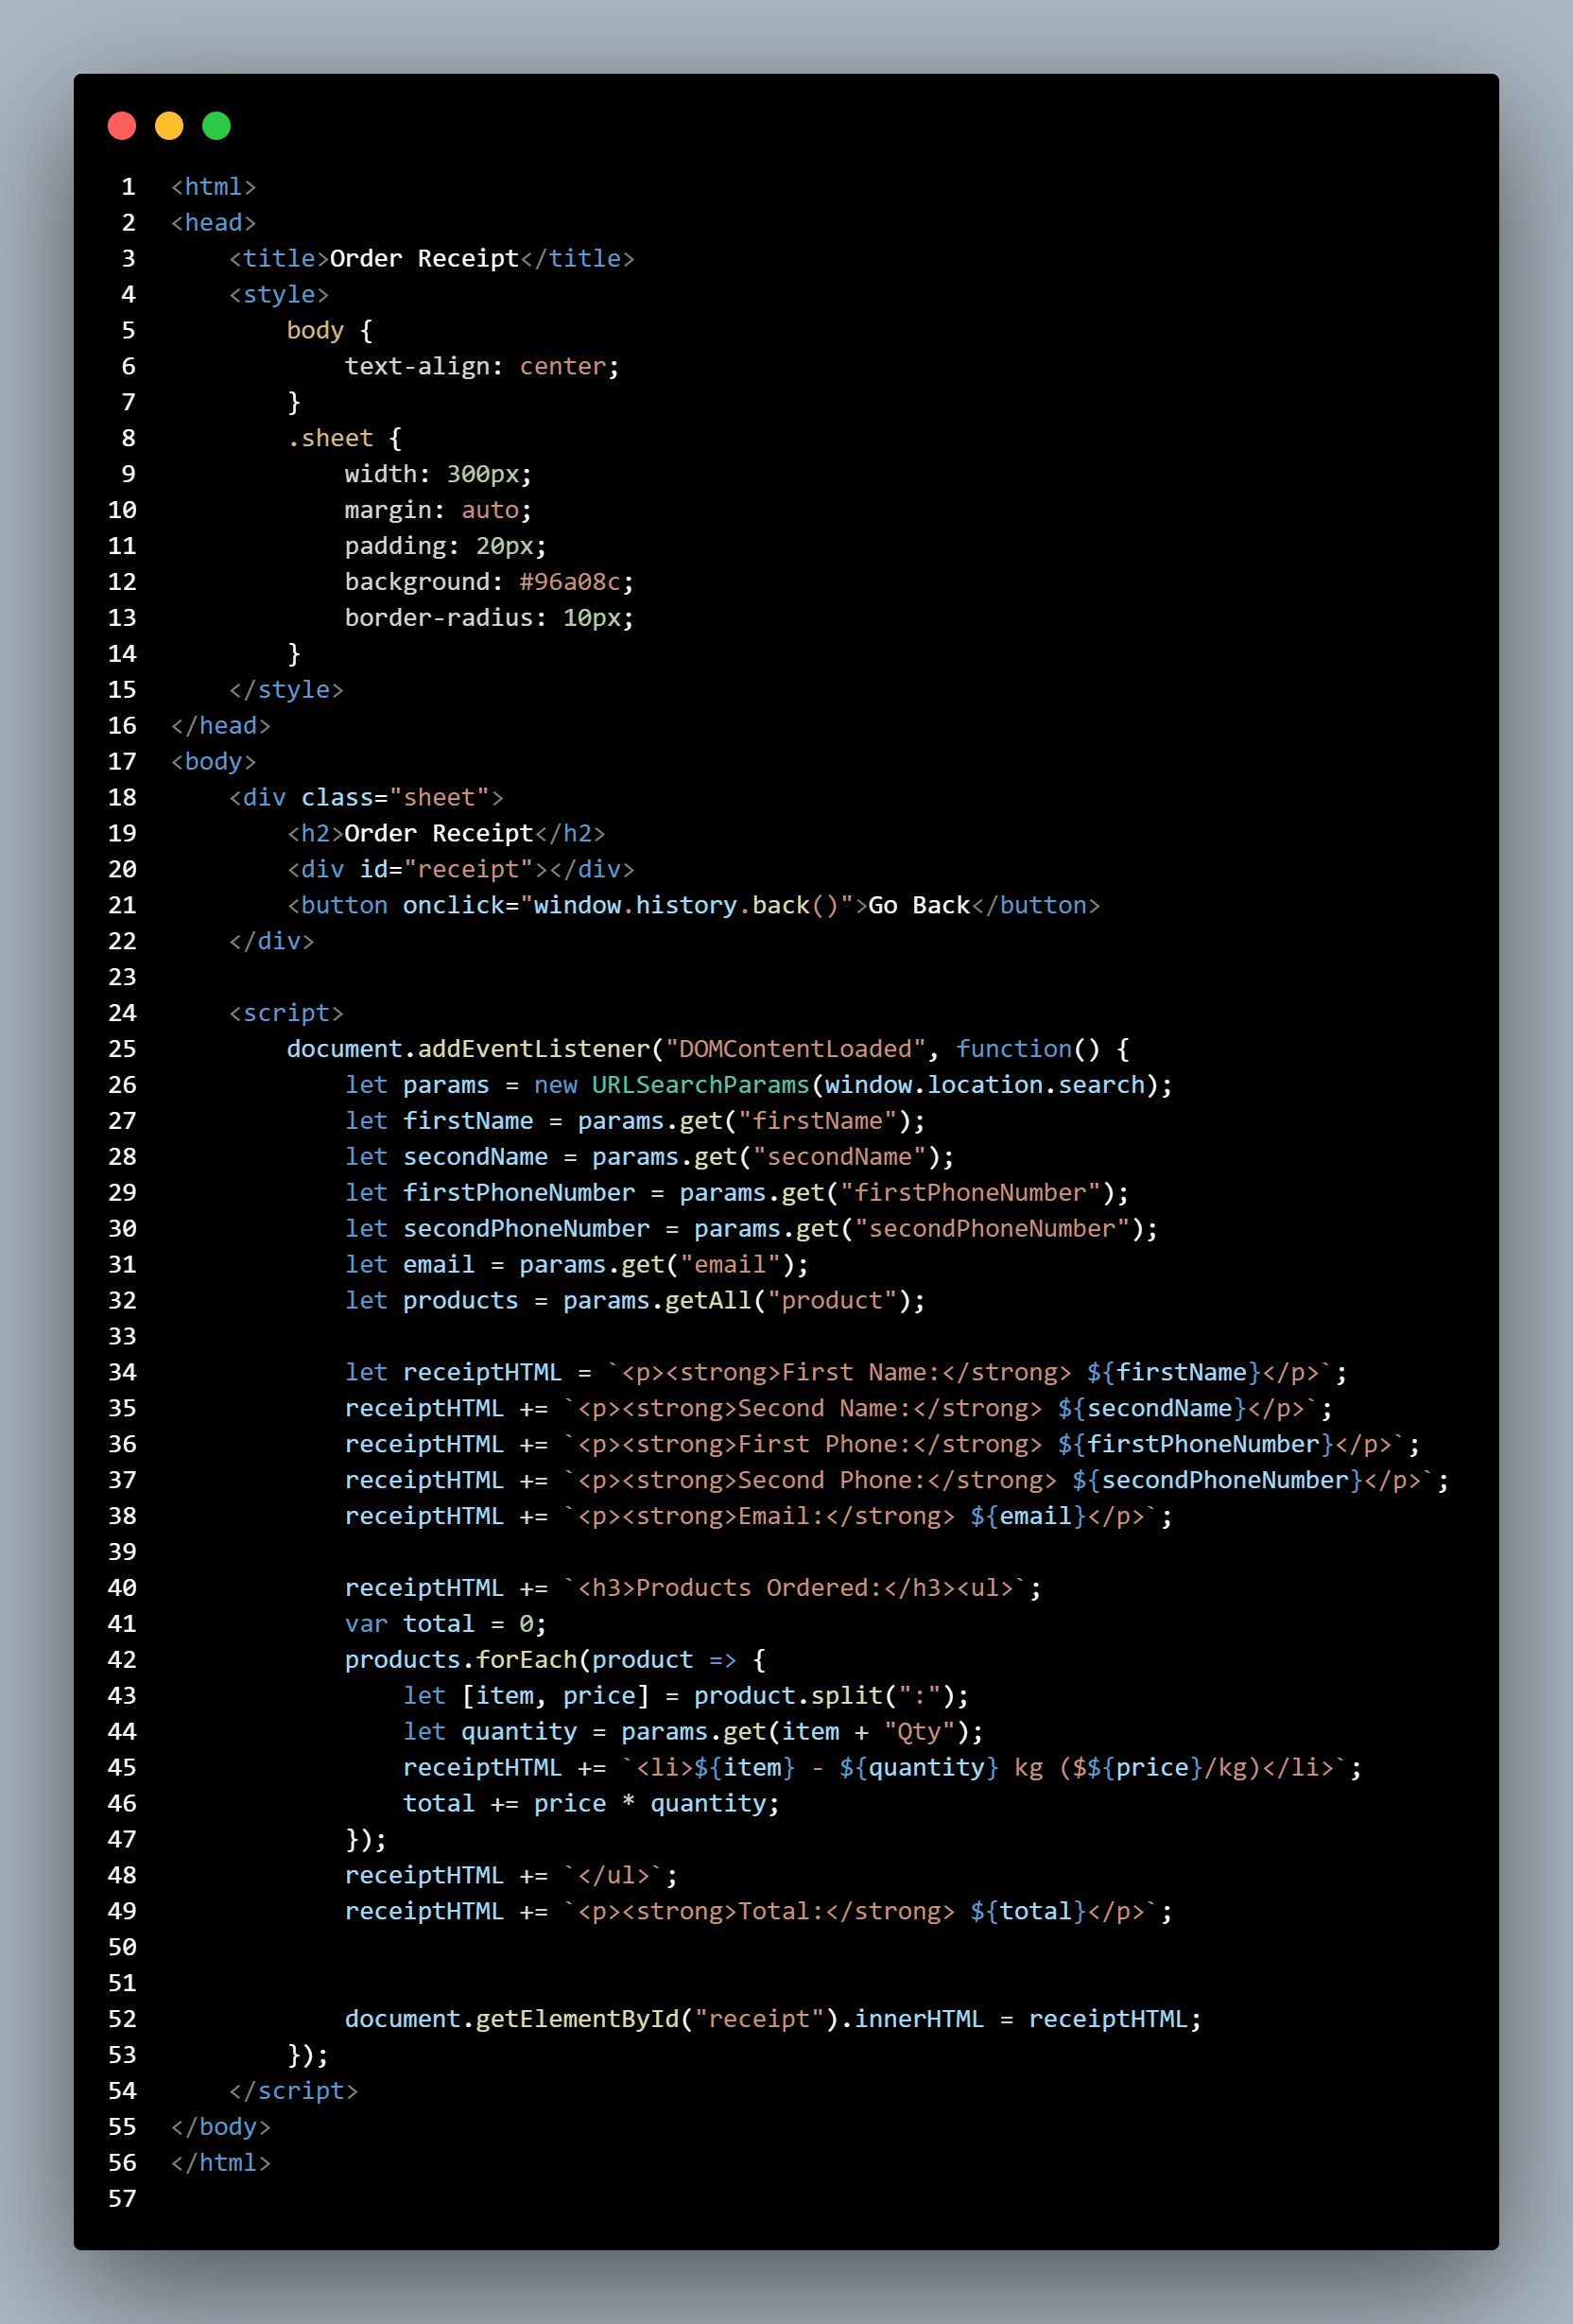 1 <html>
2 <head>
3     <title>Order Receipt</title>
4     <style>
5         body {
6             text-align: center;
7         }
8         .sheet {
9             width: 300px;
10             margin: auto;
11             padding: 20px;
12             background: #96a08c;
13             border-radius: 10px;
14         }
15     </style>
16 </head>
17 <body>
18     <div class="sheet">
19         <h2>Order Receipt</h2>
20         <div id="receipt"></div>
21         <button onclick="window.history.back()">Go Back</button>
22     </div>
23
24     <script>
25         document.addEventListener("DOMContentLoaded", function() {
26             let params = new URLSearchParams(window.location.search);
27             let firstName = params.get("firstName");
28             let secondName = params.get("secondName");
29             let firstPhoneNumber = params.get("firstPhoneNumber");
30             let secondPhoneNumber = params.get("secondPhoneNumber");
31             let email = params.get("email");
32             let products = params.getAll("product");
33
34             let receiptHTML = `<p><strong>First Name:</strong> ${firstName}</p>`;
35             receiptHTML += `<p><strong>Second Name:</strong> ${secondName}</p>`;
36             receiptHTML += `<p><strong>First Phone:</strong> ${firstPhoneNumber}</p>`;
37             receiptHTML += `<p><strong>Second Phone:</strong> ${secondPhoneNumber}</p>`;
38             receiptHTML += `<p><strong>Email:</strong> ${email}</p>`;
39
40             receiptHTML += `<h3>Products Ordered:</h3><ul>`;
41             var total = 0;
42             products.forEach(product => {
43                 let [item, price] = product.split(":");
44                 let quantity = params.get(item + "Qty");
45                 receiptHTML += `<li>${item} - ${quantity} kg ($${price}/kg)</li>`;
46                 total += price * quantity;
47             });
48             receiptHTML += `</ul>`;
49             receiptHTML += `<p><strong>Total:</strong> ${total}</p>`;
50
51
52             document.getElementById("receipt").innerHTML = receiptHTML;
53         });
54     </script>
55 </body>
56 </html>
57